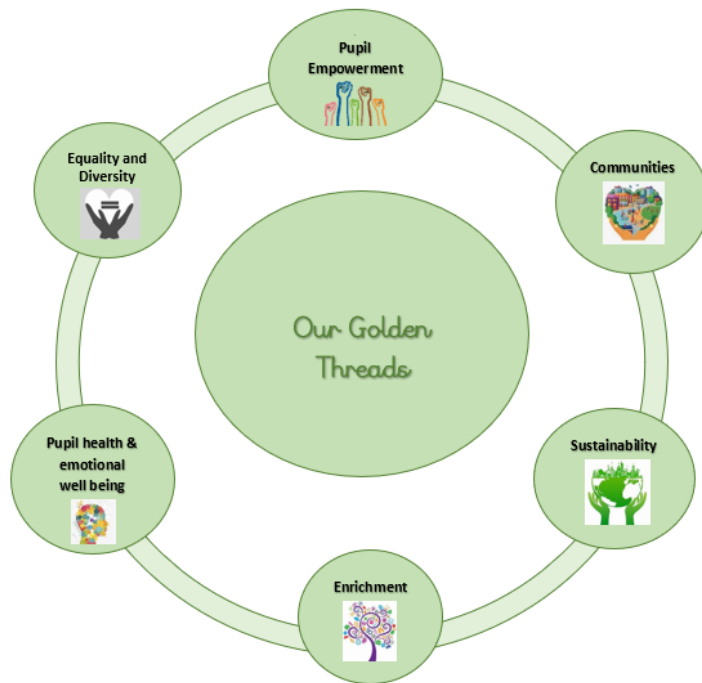 Pupil
Empowerment
Equality and
Diversity
Communities
Our Golden
Threads
Pupil health &
emotional
well being
Sustainability
Enrichment